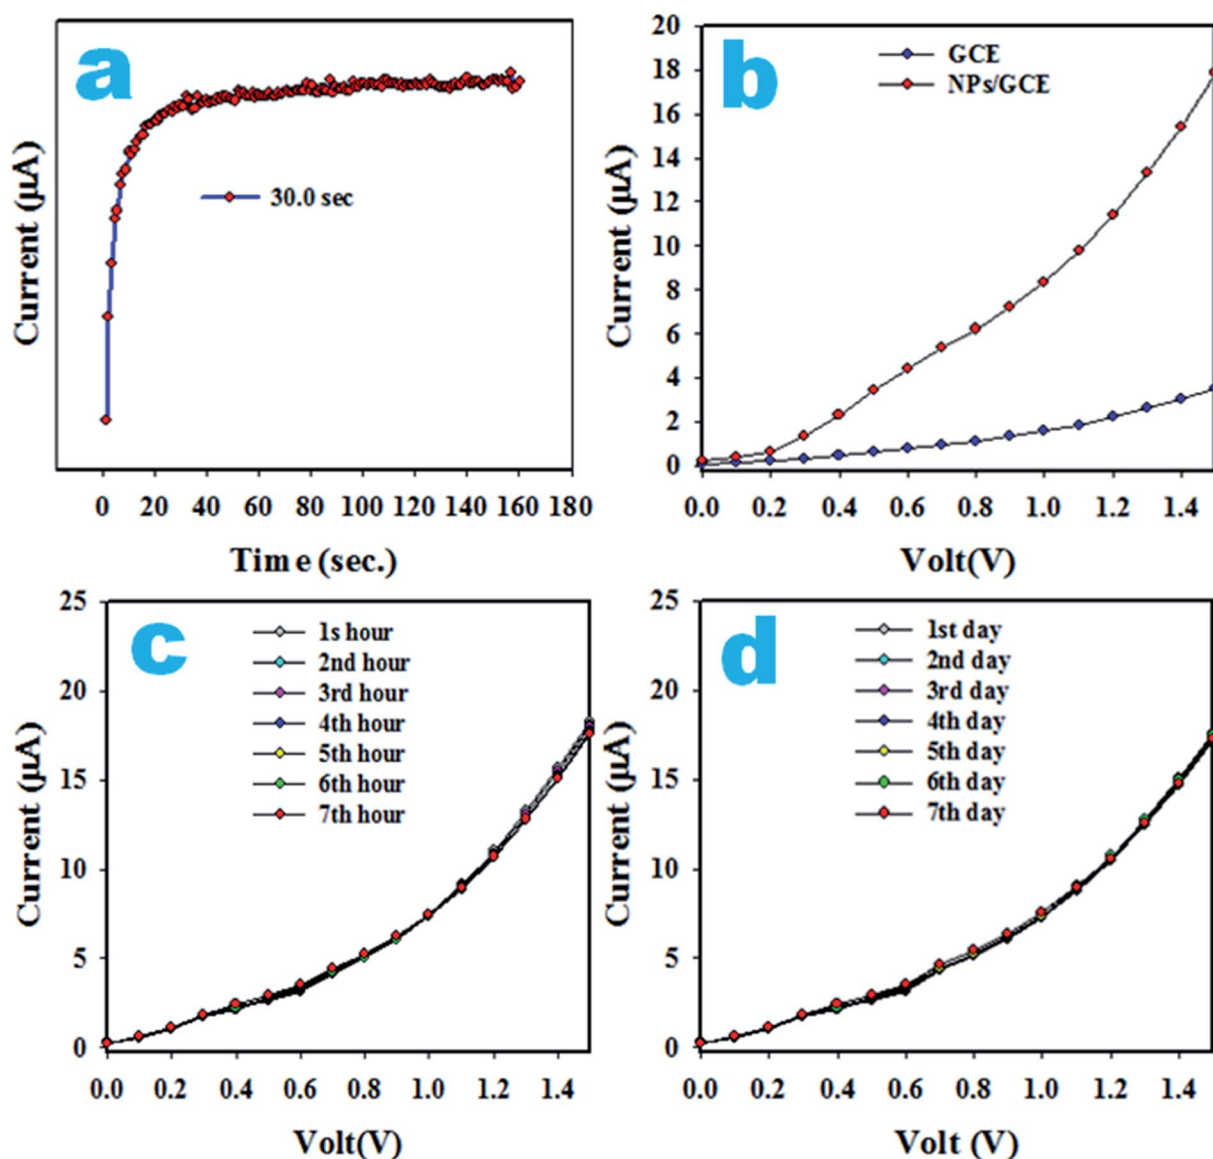 a
Current (µA)
30.0 sec
0 20 40 60 80 100 120 140 160 180
Time (sec.)
b
Current (µA)
20
18
16
14
12
10
8
6
4
2
0
GCE
NPs/GCE
0.0 0.2 0.4 0.6 0.8 1.0 1.2 1.4
Volt(V)
c
Current (µA)
25
20
15
10
5
0
1s hour
2nd hour
3rd hour
4th hour
5th hour
6th hour
7th hour
0.0 0.2 0.4 0.6 0.8 1.0 1.2 1.4
Volt(V)
d
Current (µA)
25
20
15
10
5
0
1st day
2nd day
3rd day
4th day
5th day
6th day
7th day
0.0 0.2 0.4 0.6 0.8 1.0 1.2 1.4
Volt (V)